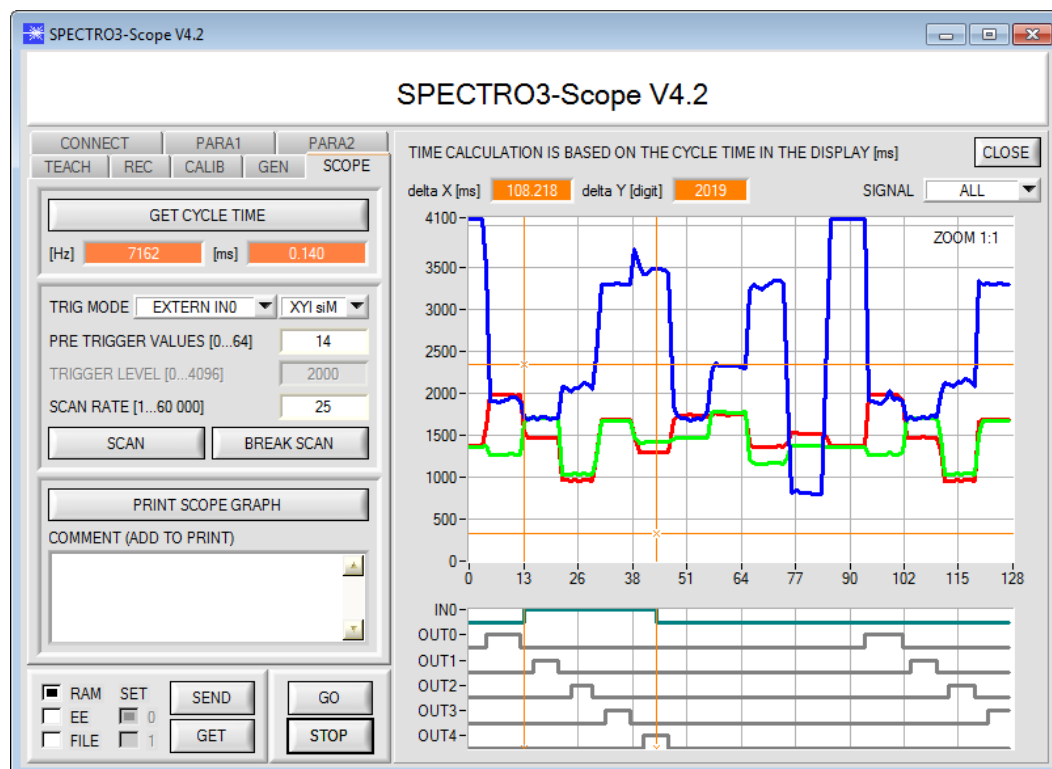 SPECTRO3-Scope V4.2
SPECTRO3-Scope V4.2
CONNECT PARA1 PARA2
TEACH REC CALIB GEN SCOPE
GET CYCLE TIME
[Hz] 7162 [ms] 0.140
TRIG MODE EXTERN IN0 XYI siM
PRE TRIGGER VALUES [0...64] 14
TRIGGER LEVEL [0...4096] 2000
SCAN RATE [1...60 000] 25
SCAN BREAK SCAN
PRINT SCOPE GRAPH
COMMENT (ADD TO PRINT)
RAM SET SEND
EE 0
FILE 1 GET
GO
STOP
TIME CALCULATION IS BASED ON THE CYCLE TIME IN THE DISPLAY [ms] CLOSE
delta X [ms] 108.218 delta Y [digit] 2019 SIGNAL ALL
ZOOM 1:1
4100
3500
3000
2500
2000
1500
1000
500
0
0 13 26 38 51 64 77 90 102 115 128
IN0
OUT0
OUT1
OUT2
OUT3
OUT4